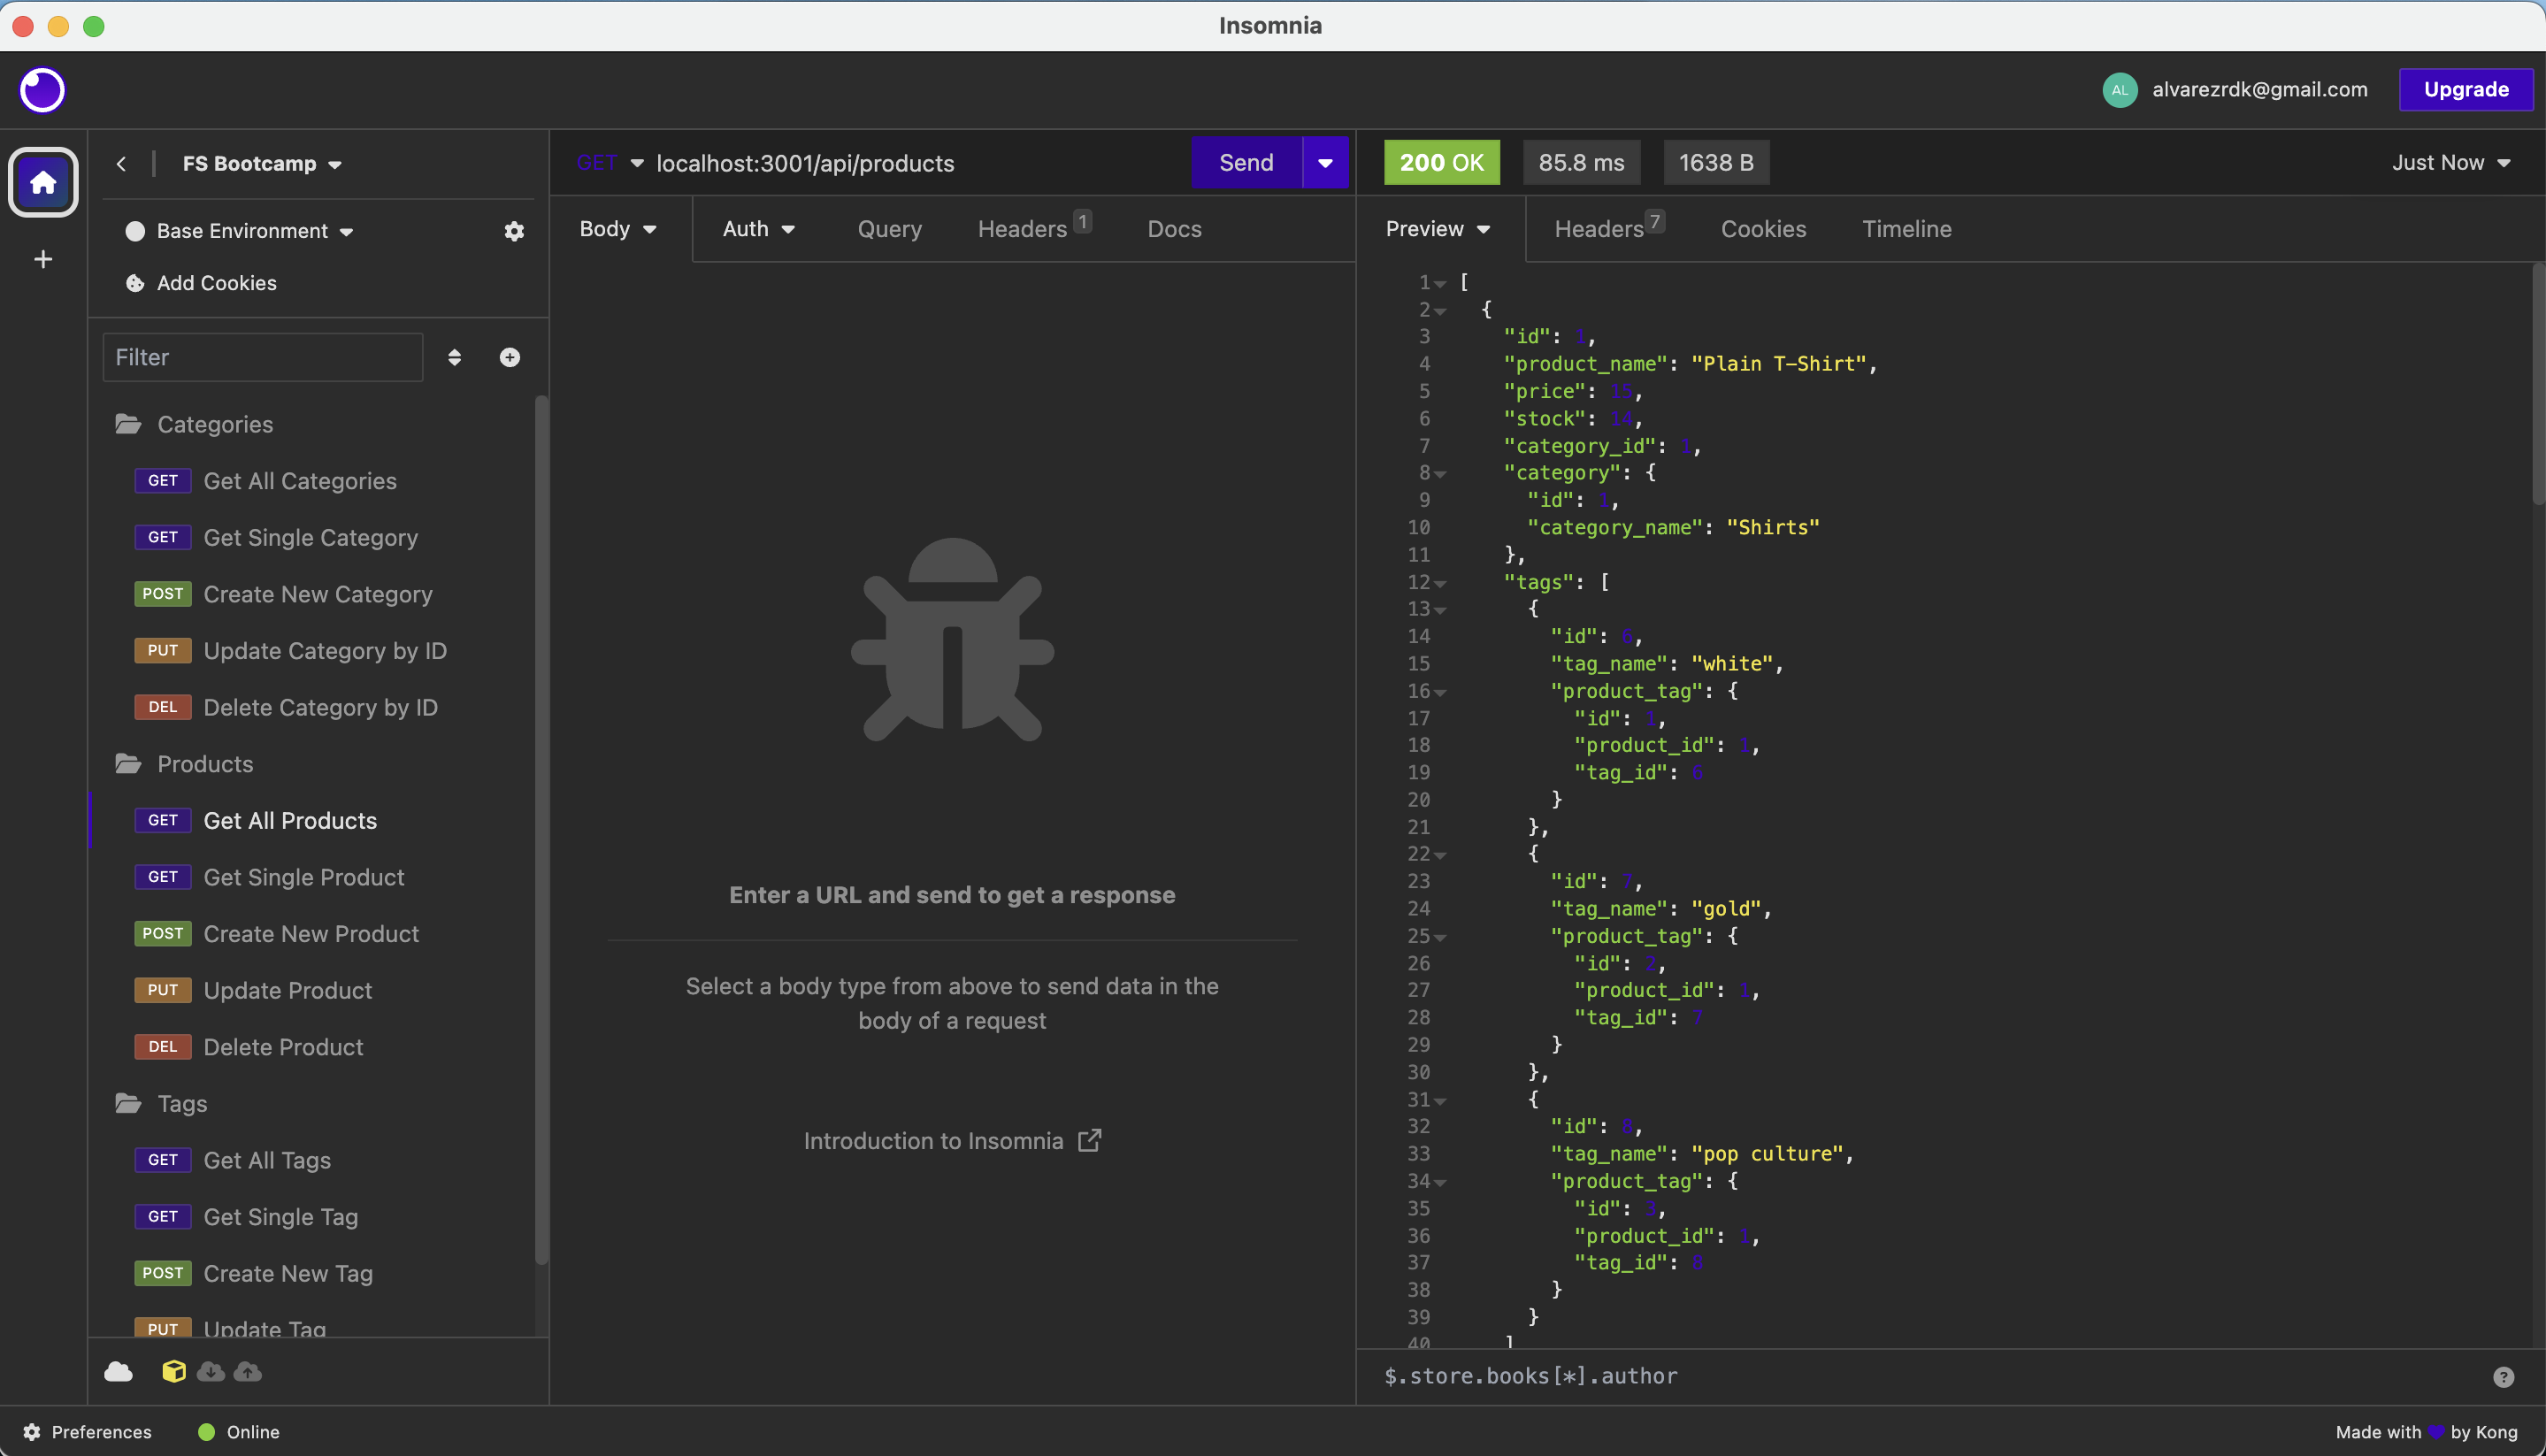 Insomnia
AL alvarezrdk@gmail.com Upgrade
FS Bootcamp
Base Environment
Add Cookies
Filter
Categories
GET Get All Categories
GET Get Single Category
POST Create New Category
PUT Update Category by ID
DEL Delete Category by ID
Products
GET Get All Products
GET Get Single Product
POST Create New Product
PUT Update Product
DEL Delete Product
Tags
GET Get All Tags
GET Get Single Tag
POST Create New Tag
PUT Update Tag
GET localhost:3001/api/products Send
Body Auth Query Headers 1 Docs
Enter a URL and send to get a response
Select a body type from above to send data in the
body of a request
Introduction to Insomnia
200 OK 85.8 ms 1638 B Just Now
Preview Headers 7 Cookies Timeline
1 [
2 {
3 "id": 1,
4 "product_name": "Plain T-Shirt",
5 "price": 15,
6 "stock": 14,
7 "category_id": 1,
8 "category": {
9 "id": 1,
10 "category_name": "Shirts"
11 },
12 "tags": [
13 {
14 "id": 6,
15 "tag_name": "white",
16 "product_tag": {
17 "id": 1,
18 "product_id": 1,
19 "tag_id": 6
20 }
21 },
22 {
23 "id": 7,
24 "tag_name": "gold",
25 "product_tag": {
26 "id": 2,
27 "product_id": 1,
28 "tag_id": 7
29 }
30 },
31 {
32 "id": 8,
33 "tag_name": "pop culture",
34 "product_tag": {
35 "id": 3,
36 "product_id": 1,
37 "tag_id": 8
38 }
39 }
40 ]
$.store.books[*].author
Preferences Online
Made with by Kong